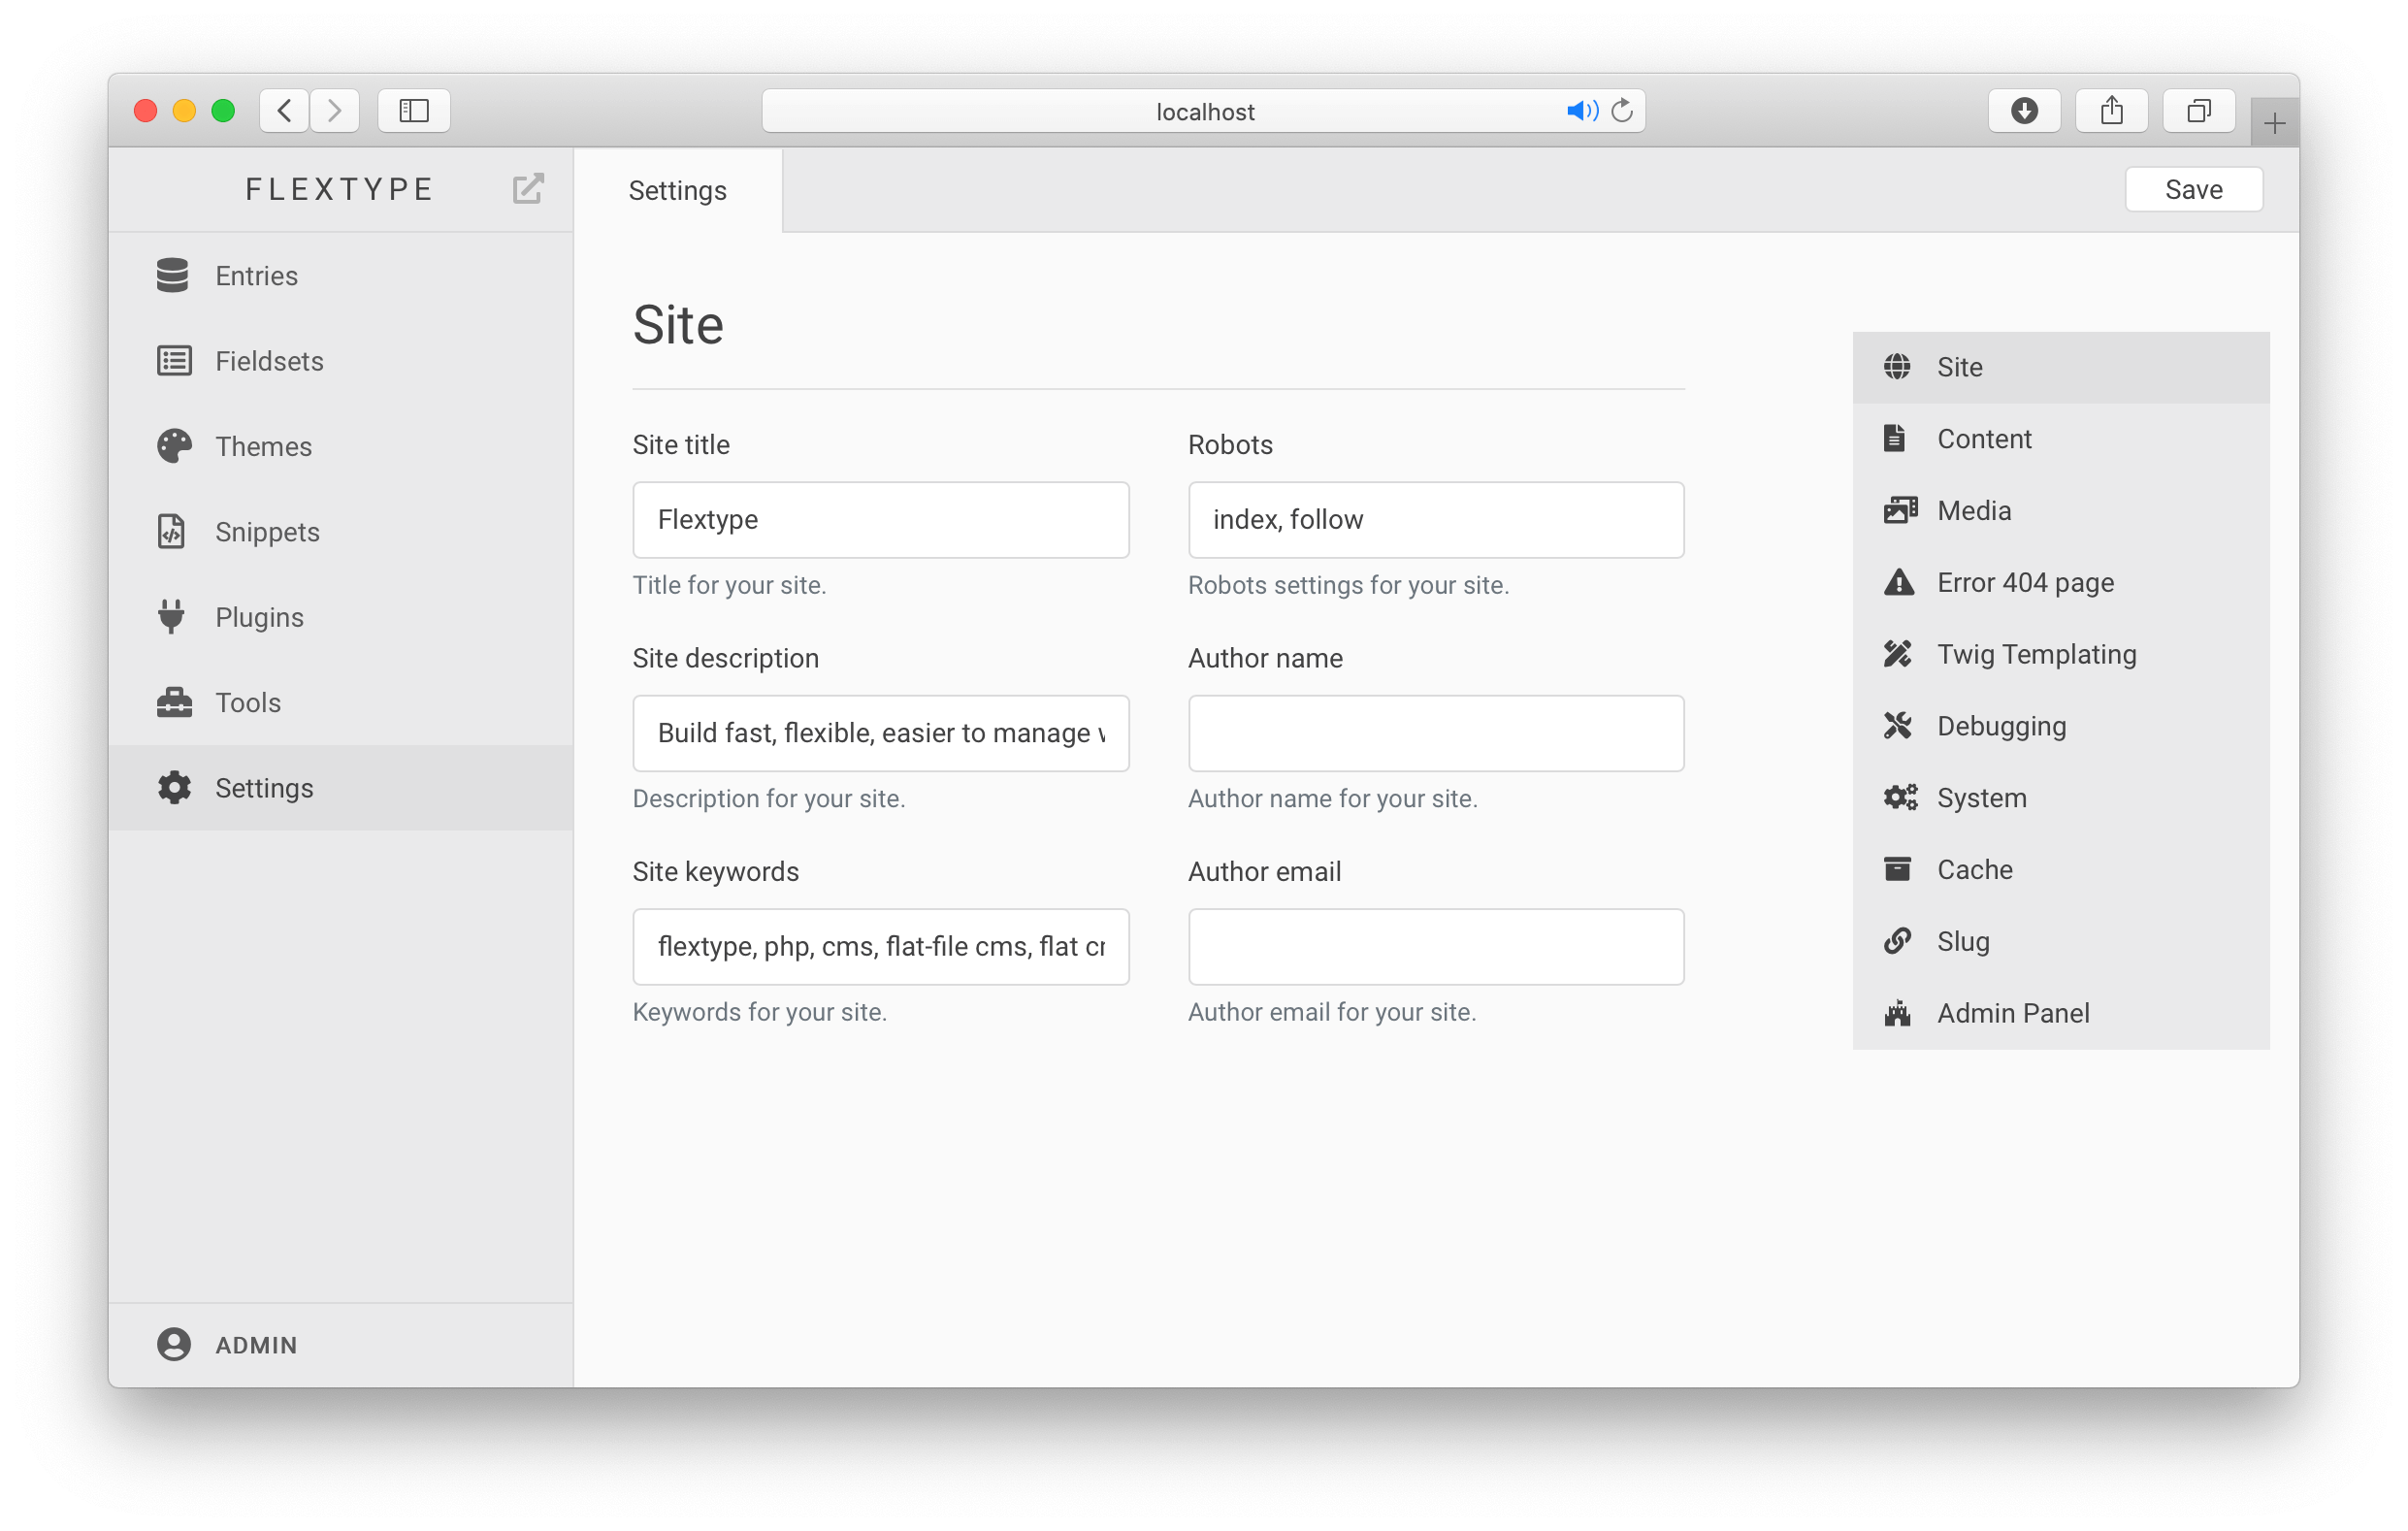 localhost
FLEXTYPE
Settings
Save
Entries
Fieldsets
Themes
Snippets
Plugins
Tools
Settings
ADMIN
Site
Site title
Flextype
Title for your site.
Robots
index, follow
Robots settings for your site.
Site description
Build fast, flexible, easier to manage
Description for your site.
Author name
Author name for your site.
Site keywords
flextype, php, cms, flat-file cms, flat
Keywords for your site.
Author email
Author email for your site.
Site
Content
Media
Error 404 page
Twig Templating
Debugging
System
Cache
Slug
Admin Panel